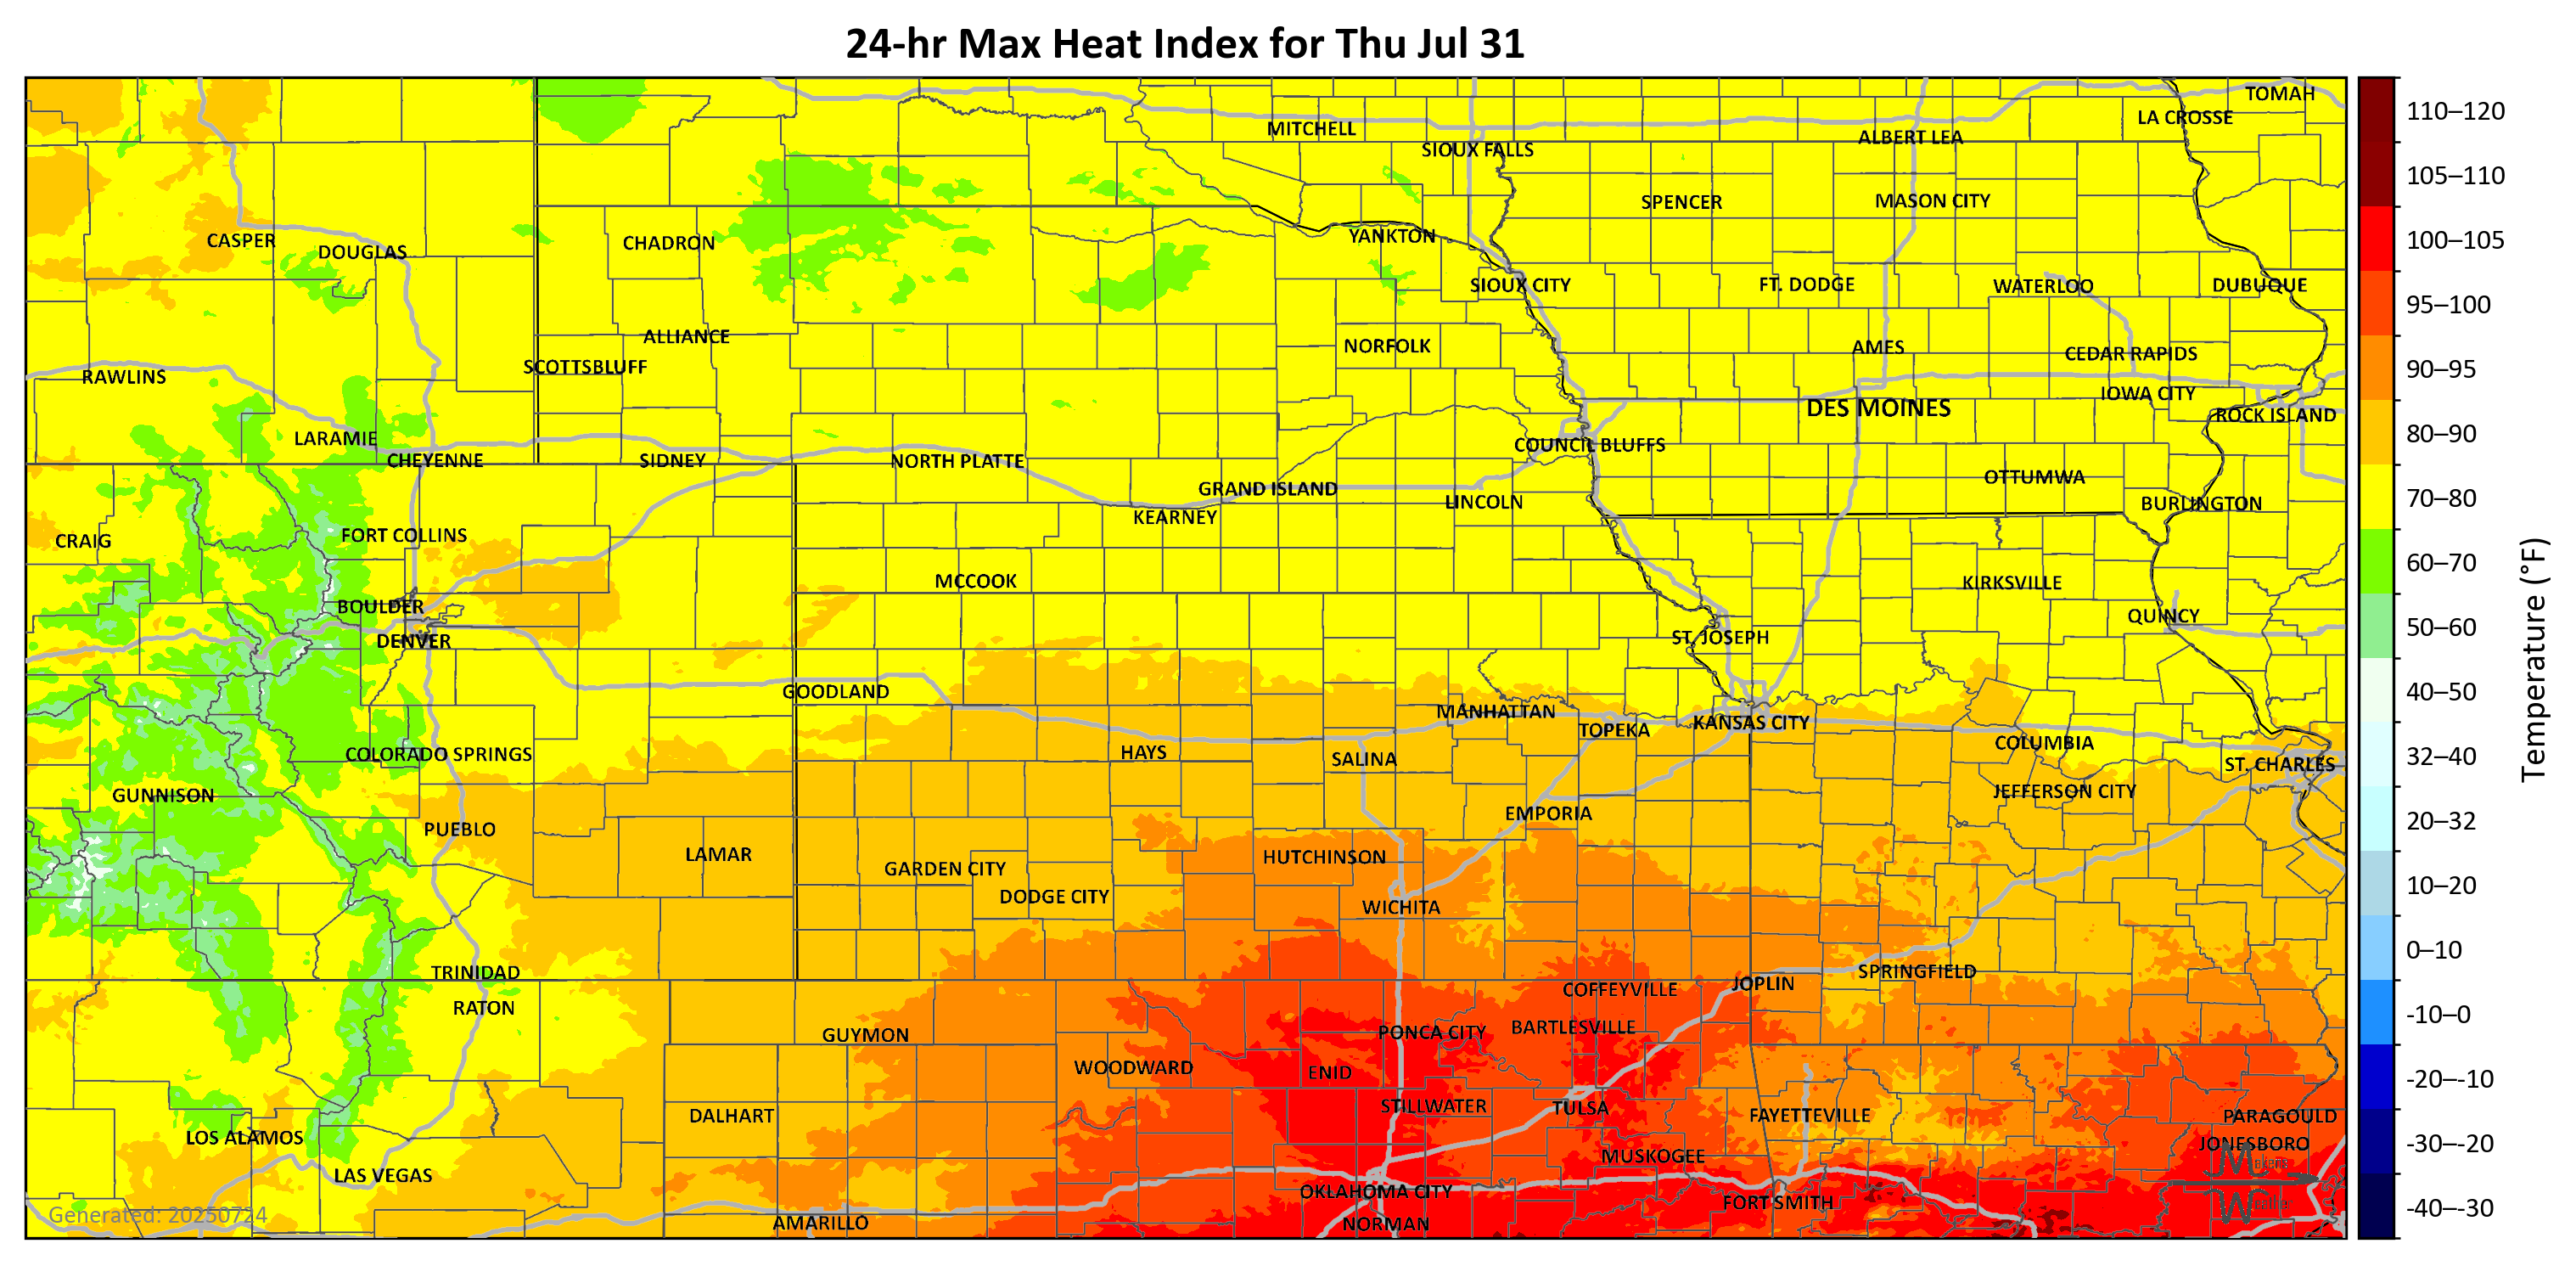 24-hr Max Heat Index for Thu Jul 31
TOMAH
LA CROSSE
MITCHELL
ALBERT LEA
SIOUX FALLS
SPENCER
MASON CITY
CASPER
DOUGLAS
CHADRON
YANKTON
SIOUX CITY
FT. DODGE
WATERLOO
DUBUQUE
ALLIANCE
NORFOLK
AMES
CEDAR RAPIDS
SCOTTSBLUFF
RAWLINS
IOWA CITY
DES MOINES
ROCK ISLAND
LARAMIE
COUNCIL BLUFFS
CHEYENNE
SIDNEY
NORTH PLATTE
OTTUMWA
GRAND ISLAND
LINCOLN
BURLINGTON
KEARNEY
FORT COLLINS
CRAIG
MCCOOK
KIRKSVILLE
BOULDER
QUINCY
DENVER
ST. JOSEPH
GOODLAND
MANHATTAN
KANSAS CITY
TOPEKA
COLUMBIA
COLORADO SPRINGS
HAYS
SALINA
ST. CHARLES
GUNNISON
JEFFERSON CITY
EMPORIA
PUEBLO
LAMAR
HUTCHINSON
GARDEN CITY
DODGE CITY
WICHITA
TRINIDAD
SPRINGFIELD
JOPLIN
COFFEYVILLE
RATON
GUYMON
PONCA CITY
BARTLESVILLE
WOODWARD
ENID
STILLWATER
TULSA
DALHART
FAYETTEVILLE
PARAGOULD
LOS ALAMOS
JONESBORO
MUSKOGEE
LAS VEGAS
OKLAHOMA CITY
FORT SMITH
Generated: 20250724
AMARILLO
NORMAN
110–120
105–110
100–105
95–100
90–95
80–90
70–80
60–70
50–60
40–50
32–40
20–32
10–20
0–10
-10–0
-20–-10
-30–-20
-40–-30
Temperature (°F)